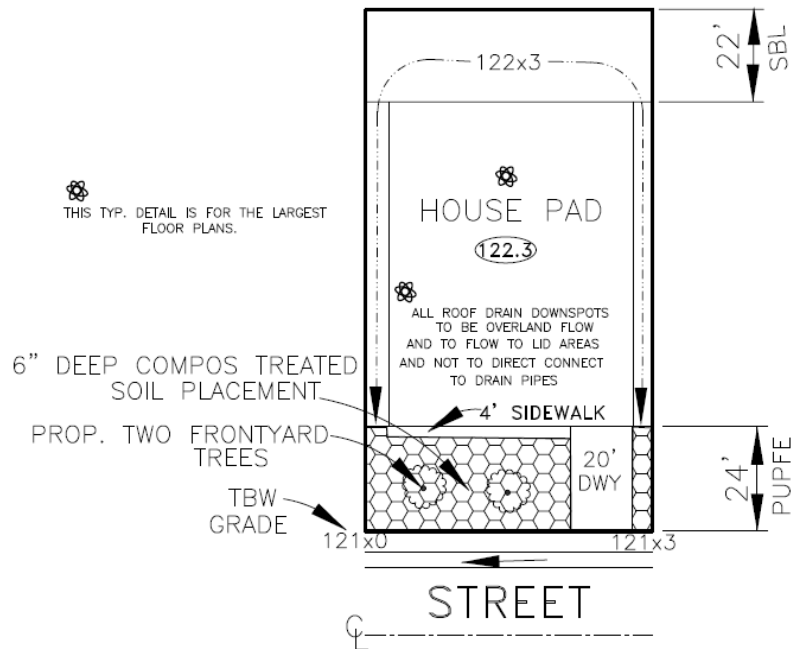 22'
SBL
122x3
THIS TYP. DETAIL IS FOR THE LARGEST
FLOOR PLANS.
HOUSE PAD
122.3
ALL ROOF DRAIN DOWNSPOTS
TO BE OVERLAND FLOW
AND TO FLOW TO LID AREAS
AND NOT TO DIRECT CONNECT
TO DRAIN PIPES
6" DEEP COMPOS TREATED
SOIL PLACEMENT
4' SIDEWALK
PROP. TWO FRONTYARD
TREES
20'
DWY
24'
PUPFE
TBW
GRADE
121x0
121x3
STREET
CL